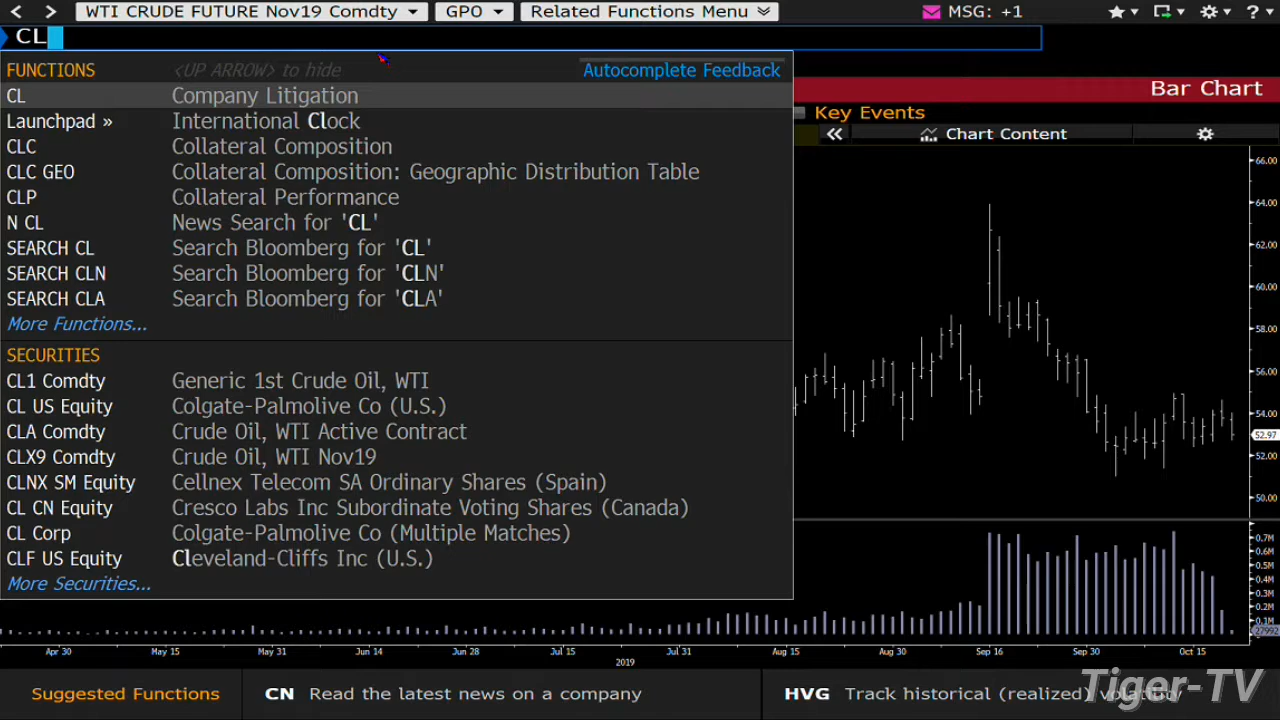 WTI CRUDE FUTURE Nov19 Comdty GPO Related Functions Menu MSG: +1 ?
CL
FUNCTIONS <UP ARROW> to hide Autocomplete Feedback
CL Company Litigation
Launchpad » International Clock
CLC Collateral Composition
CLC GEO Collateral Composition: Geographic Distribution Table
CLP Collateral Performance
N CL News Search for 'CL'
SEARCH CL Search Bloomberg for 'CL'
SEARCH CLN Search Bloomberg for 'CLN'
SEARCH CLA Search Bloomberg for 'CLA'
More Functions...
SECURITIES
CL1 Comdty Generic 1st Crude Oil, WTI
CL US Equity Colgate-Palmolive Co (U.S.)
CLA Comdty Crude Oil, WTI Active Contract
CLX9 Comdty Crude Oil, WTI Nov19
CLNX SM Equity Cellnex Telecom SA Ordinary Shares (Spain)
CL CN Equity Cresco Labs Inc Subordinate Voting Shares (Canada)
CL Corp Colgate-Palmolive Co (Multiple Matches)
CLF US Equity Cleveland-Cliffs Inc (U.S.)
More Securities...
Bar Chart
Key Events
« Chart Content
66.00
64.00
62.00
60.00
58.00
56.00
54.00
52.97
52.00
50.00
0.7M
0.6M
0.5M
0.4M
0.3M
0.2M
0.1M
27992
Apr 30 May 15 May 31 Jun 14 Jun 28 Jul 15 Jul 31 Aug 15 Aug 30 Sep 16 Sep 30 Oct 15
2019
Suggested Functions CN Read the latest news on a company HVG Track historical (realized) volatility
Tiger-TV